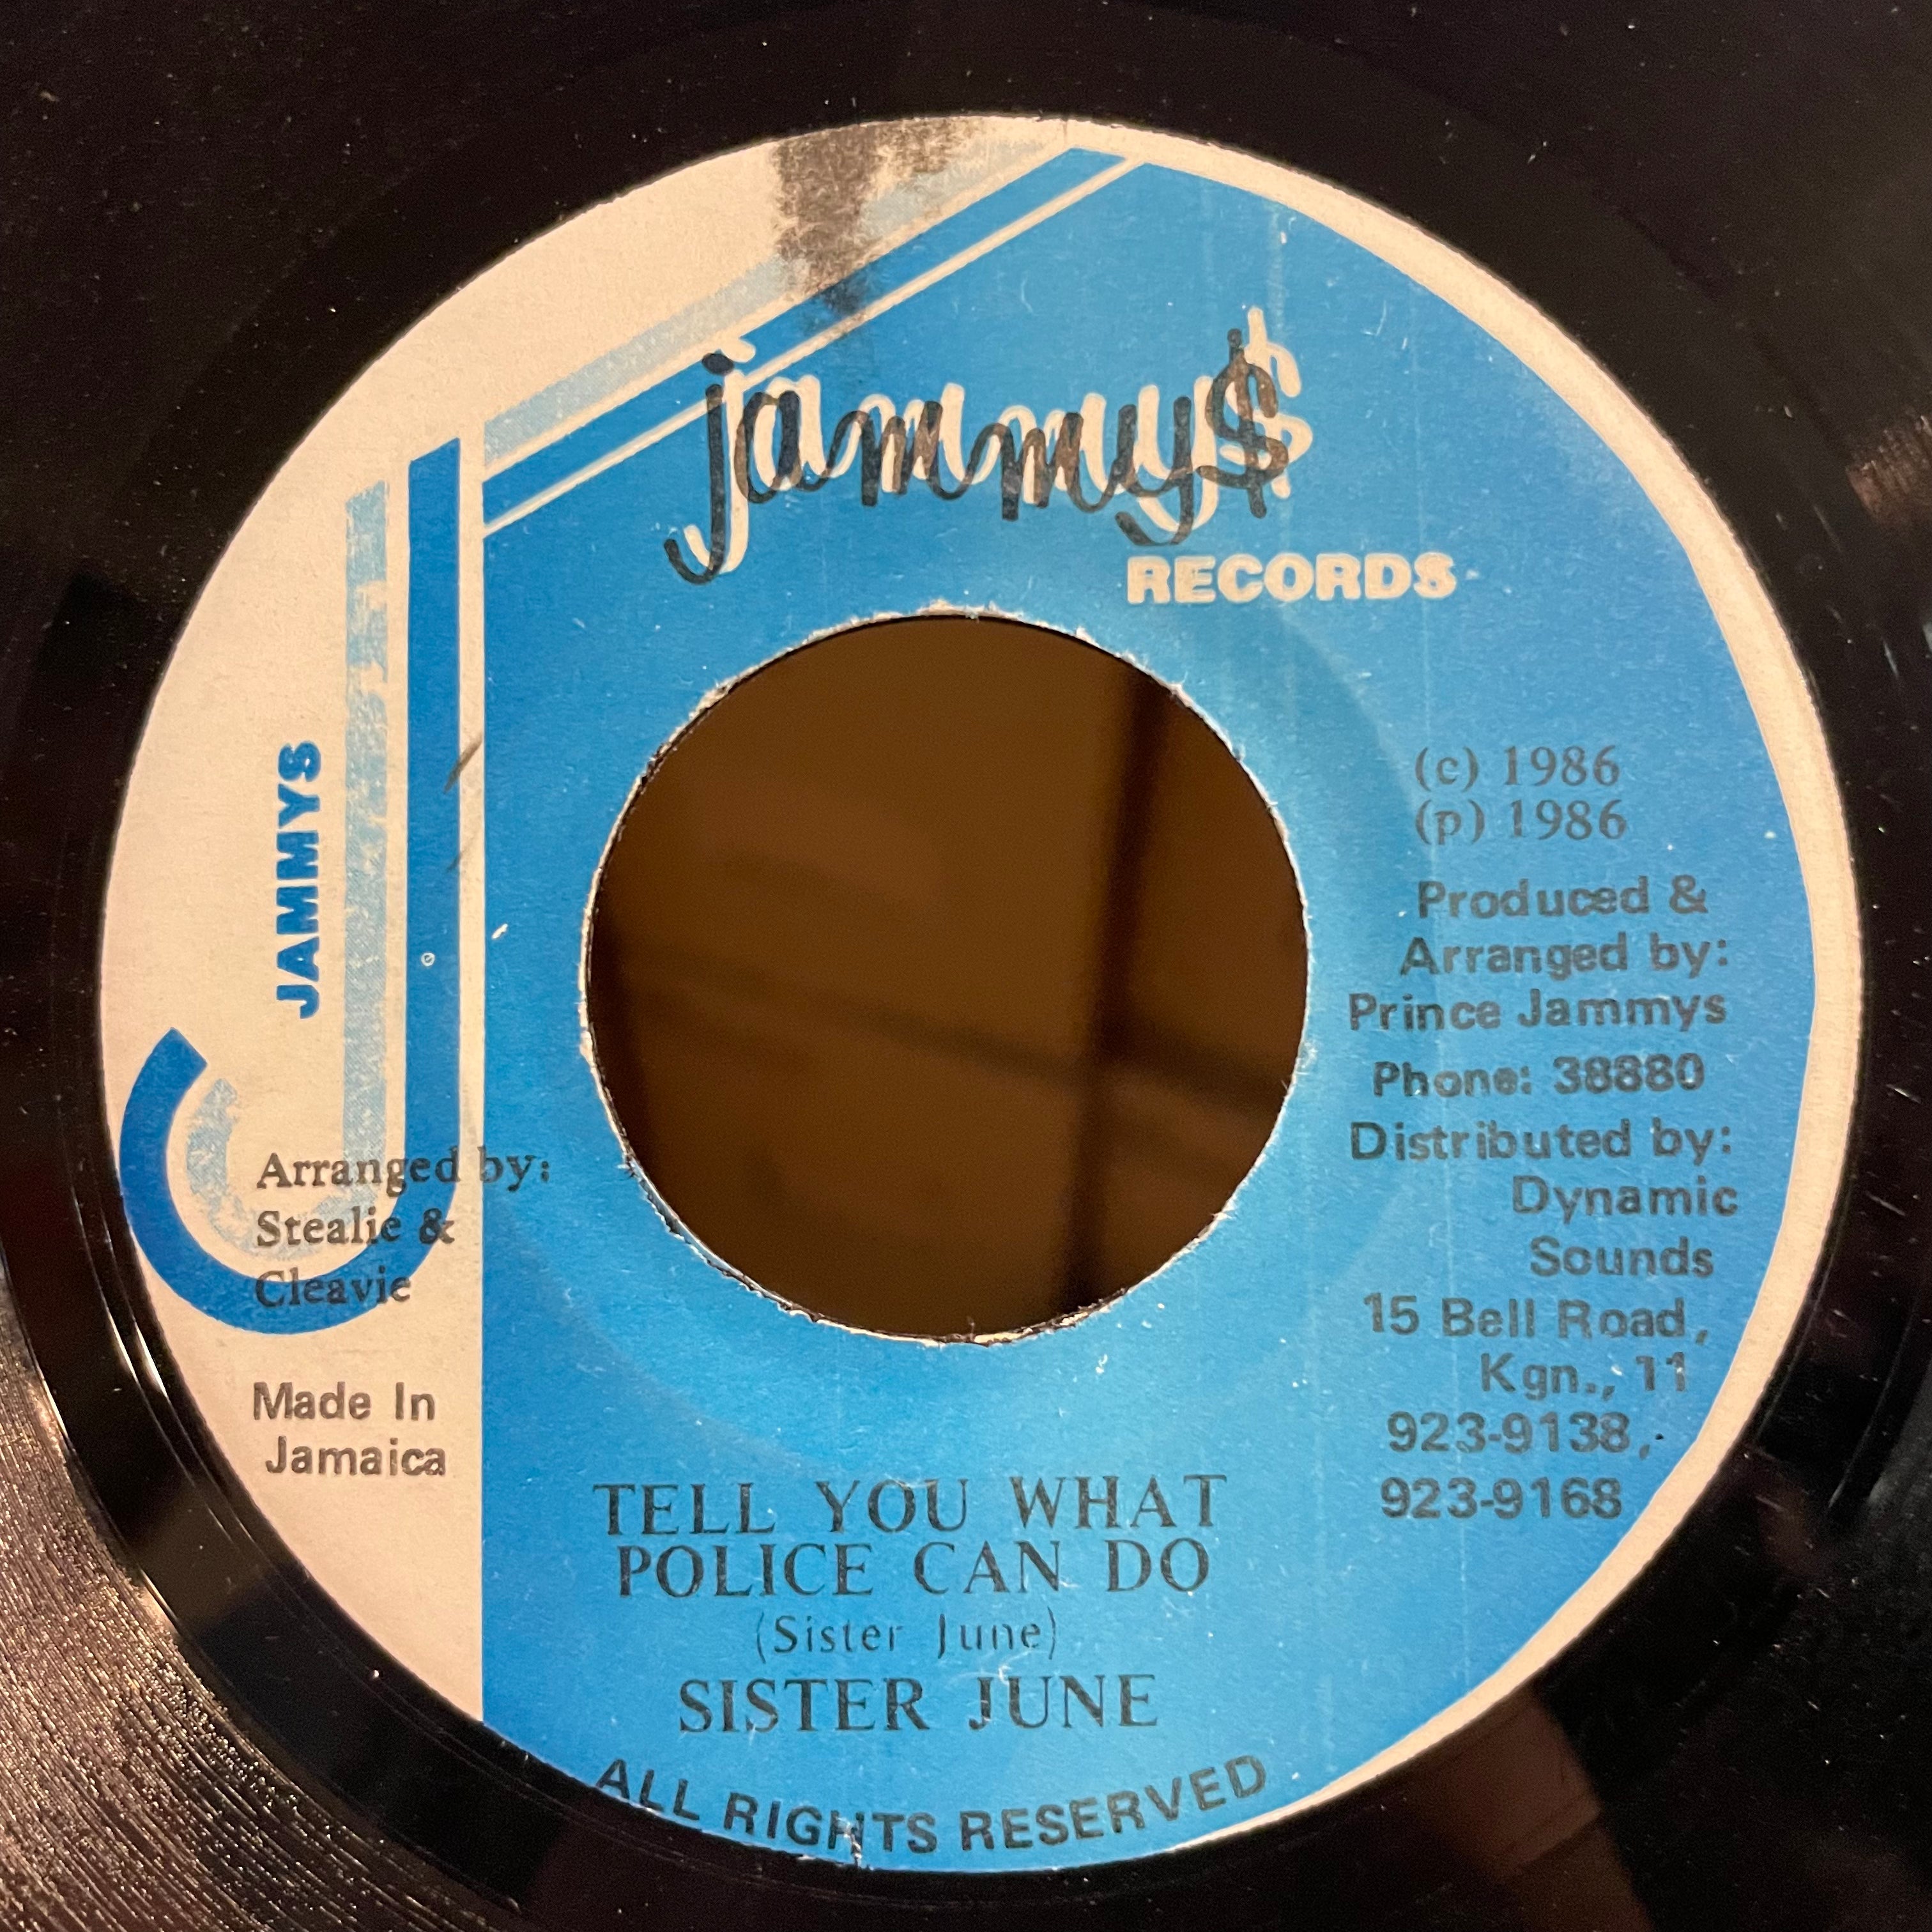 jammy$
RECORDS
JAMMYS
(c) 1986
(p) 1986
Produced &
Arranged by:
Prince Jammys
Phone: 38880
Distributed by:
Dynamic
Sounds
15 Bell Road,
Kgn., 11
923-9138,
923-9168
Arranged by:
Stealie &
Cleavie
Made In
Jamaica
TELL YOU WHAT
POLICE CAN DO
(Sister June)
SISTER JUNE
ALL RIGHTS RESERVED